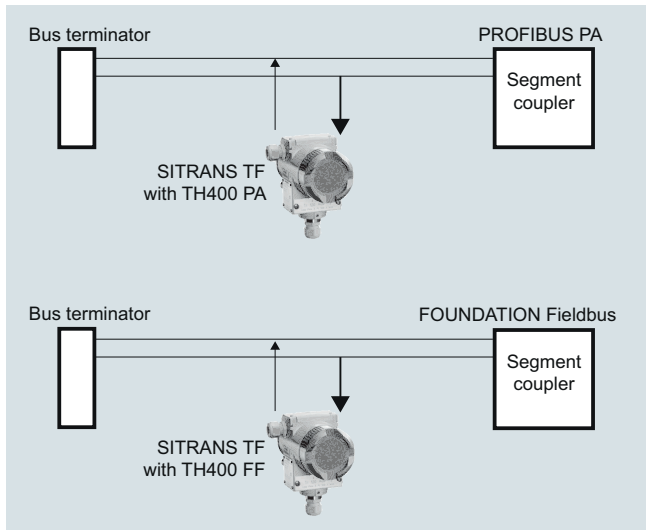 Bus terminator
PROFIBUS PA
Segment
coupler
SITRANS TF
with TH400 PA
Bus terminator
FOUNDATION Fieldbus
Segment
coupler
SITRANS TF
with TH400 FF